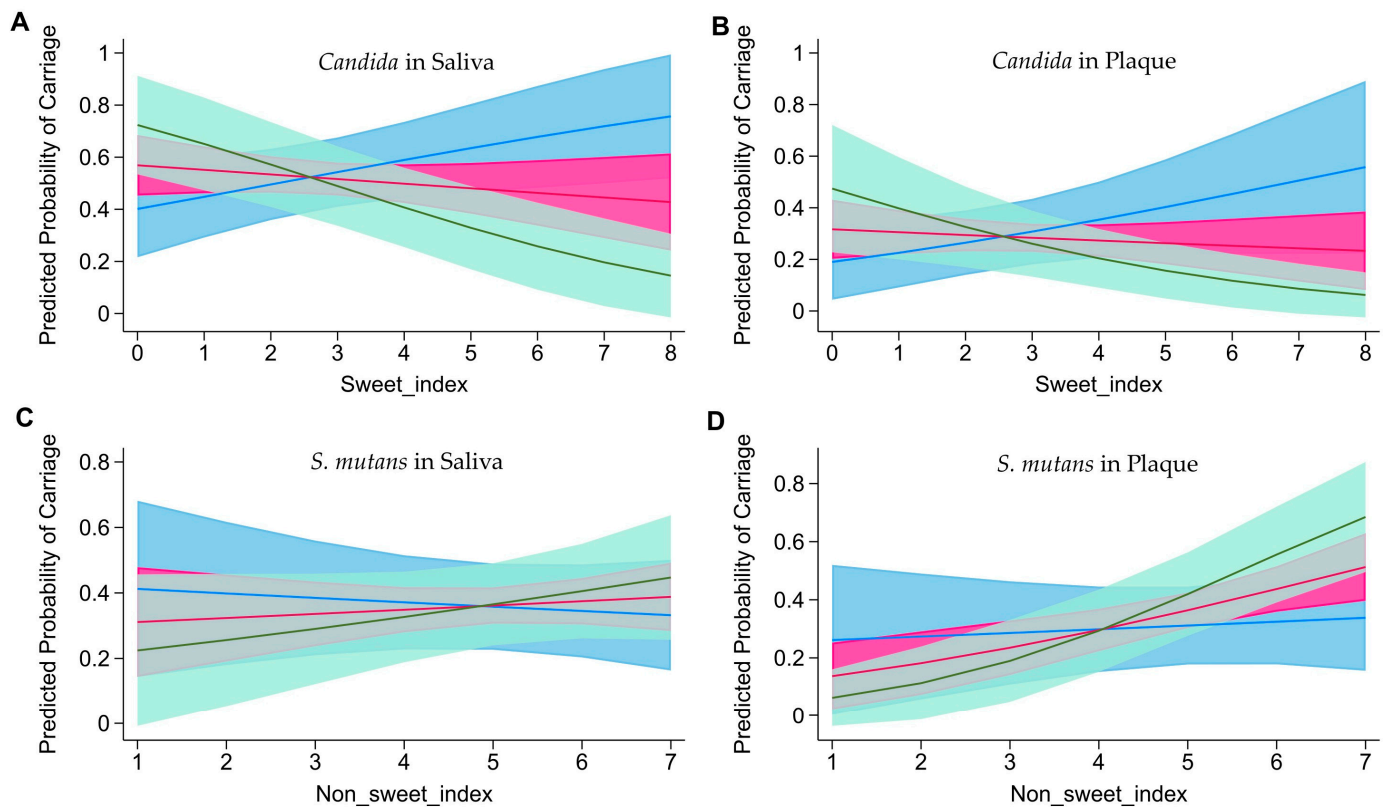 A
Candida in Saliva
Predicted Probability of Carriage
1
0.8
0.6
0.4
0.2
0
0 1 2 3 4 5 6 7 8
Sweet_index
B
Candida in Plaque
Predicted Probability of Carriage
1
0.8
0.6
0.4
0.2
0
0 1 2 3 4 5 6 7 8
Sweet_index
C
S. mutans in Saliva
Predicted Probability of Carriage
0.8
0.6
0.4
0.2
0
1 2 3 4 5 6 7
Non_sweet_index
D
S. mutans in Plaque
Predicted Probability of Carriage
0.8
0.6
0.4
0.2
0
1 2 3 4 5 6 7
Non_sweet_index